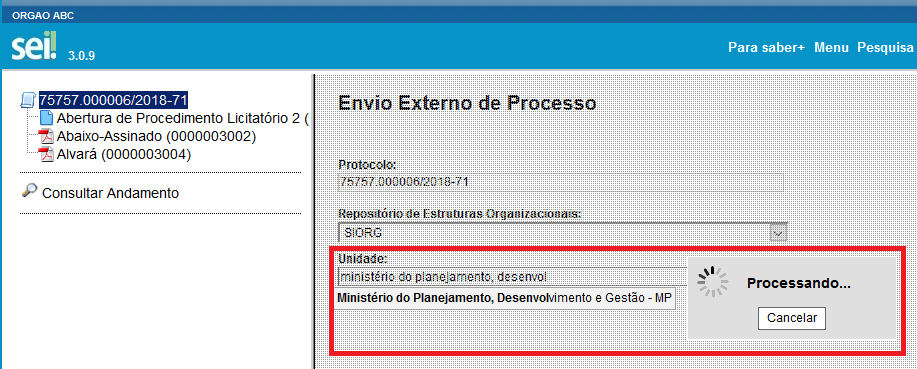 ORGAO ABC
sei!
3.0.9
Para saber+ Menu Pesquisa
75757.000006/2018-71
Abertura de Procedimento Licitatório 2 (
Abaixo-Assinado (0000003002)
Alvará (0000003004)
Consultar Andamento
Envio Externo de Processo
Protocolo:
75757.000006/2018-71
Repositório de Estruturas Organizacionais:
SIORG
Unidade:
ministério do planejamento, desenvol
Ministério do Planejamento, Desenvolvimento e Gestão - MP
Processando...
Cancelar